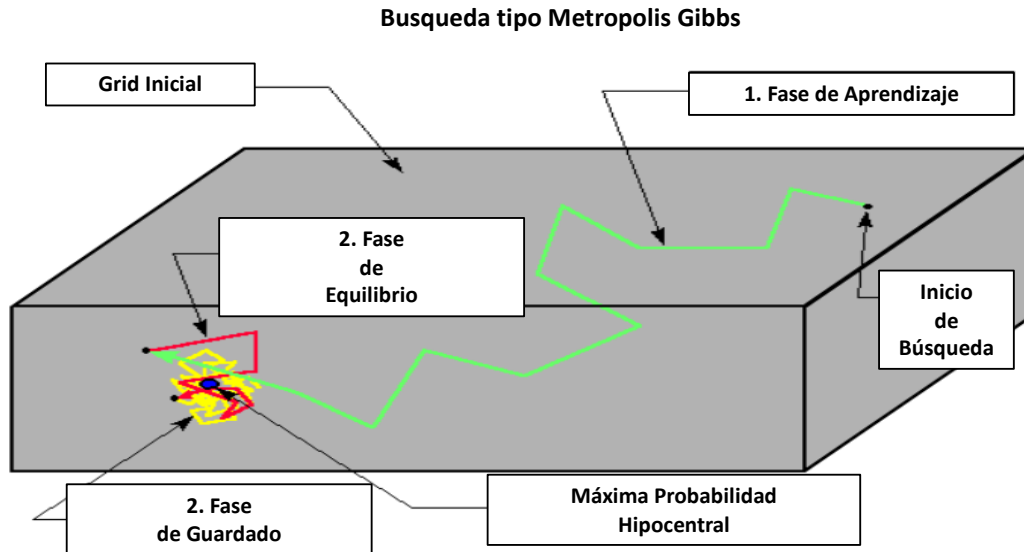 Busqueda tipo Metropolis Gibbs
Grid Inicial
1. Fase de Aprendizaje
2. Fase
de
Equilibrio
Inicio
de
Búsqueda
2. Fase
de Guardado
Máxima Probabilidad
Hipocentral